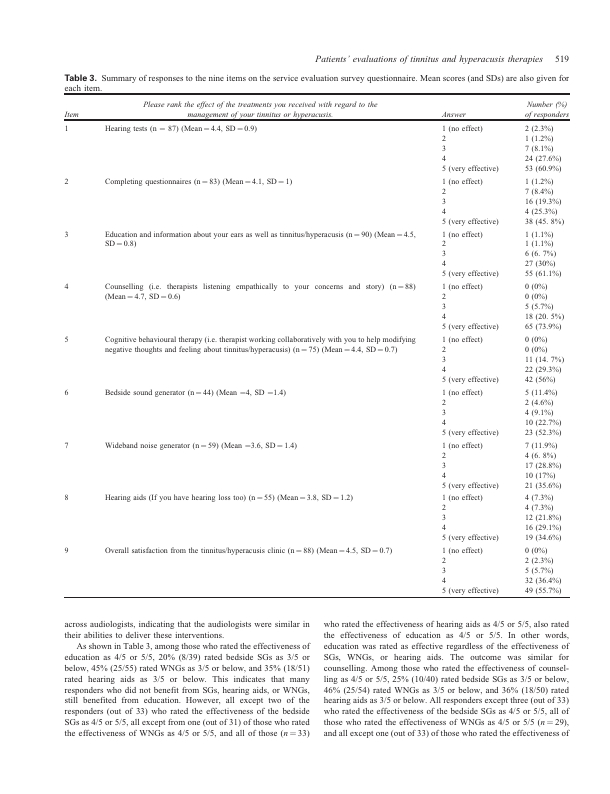 Patients' evaluations of tinnitus and hyperacusis therapies 519
Table 3. Summary of responses to the nine items on the service evaluation survey questionnaire. Mean scores (and SDs) are also given for
each item.
Please rank the effect of the treatments you received with regard to the Number (%)
Item management of your tinnitus or hyperacusis. Answer of responders
1 Hearing tests (n = 87) (Mean = 4.4, SD = 0.9) 1 (no effect) 2 (2.3%)
2 1 (1.2%)
3 7 (8.1%)
4 24 (27.6%)
5 (very effective) 53 (60.9%)
2 Completing questionnaires (n = 83) (Mean = 4.1, SD = 1) 1 (no effect) 1 (1.2%)
2 7 (8.4%)
3 16 (19.3%)
4 4 (25.3%)
5 (very effective) 38 (45. 8%)
3 Education and information about your ears as well as tinnitus/hyperacusis (n = 90) (Mean = 4.5, 1 (no effect) 1 (1.1%)
SD = 0.8) 2 1 (1.1%)
3 6 (6. 7%)
4 27 (30%)
5 (very effective) 55 (61.1%)
4 Counselling (i.e. therapists listening empathically to your concerns and story) (n = 88) 1 (no effect) 0 (0%)
(Mean = 4.7, SD = 0.6) 2 0 (0%)
3 5 (5.7%)
4 18 (20. 5%)
5 (very effective) 65 (73.9%)
5 Cognitive behavioural therapy (i.e. therapist working collaboratively with you to help modifying 1 (no effect) 0 (0%)
negative thoughts and feeling about tinnitus/hyperacusis) (n = 75) (Mean = 4.4, SD = 0.7) 2 0 (0%)
3 11 (14. 7%)
4 22 (29.3%)
5 (very effective) 42 (56%)
6 Bedside sound generator (n = 44) (Mean =4, SD =1.4) 1 (no effect) 5 (11.4%)
2 2 (4.6%)
3 4 (9.1%)
4 10 (22.7%)
5 (very effective) 23 (52.3%)
7 Wideband noise generator (n = 59) (Mean =3.6, SD = 1.4) 1 (no effect) 7 (11.9%)
2 4 (6. 8%)
3 17 (28.8%)
4 10 (17%)
5 (very effective) 21 (35.6%)
8 Hearing aids (If you have hearing loss too) (n = 55) (Mean = 3.8, SD = 1.2) 1 (no effect) 4 (7.3%)
2 4 (7.3%)
3 12 (21.8%)
4 16 (29.1%)
5 (very effective) 19 (34.6%)
9 Overall satisfaction from the tinnitus/hyperacusis clinic (n = 88) (Mean = 4.5, SD = 0.7) 1 (no effect) 0 (0%)
2 2 (2.3%)
3 5 (5.7%)
4 32 (36.4%)
5 (very effective) 49 (55.7%)
across audiologists, indicating that the audiologists were similar in
their abilities to deliver these interventions.
As shown in Table 3, among those who rated the effectiveness of
education as 4/5 or 5/5, 20% (8/39) rated bedside SGs as 3/5 or
below, 45% (25/55) rated WNGs as 3/5 or below, and 35% (18/51)
rated hearing aids as 3/5 or below. This indicates that many
responders who did not benefit from SGs, hearing aids, or WNGs,
still benefited from education. However, all except two of the
responders (out of 33) who rated the effectiveness of the bedside
SGs as 4/5 or 5/5, all except from one (out of 31) of those who rated
the effectiveness of WNGs as 4/5 or 5/5, and all of those (n = 33)
who rated the effectiveness of hearing aids as 4/5 or 5/5, also rated
the effectiveness of education as 4/5 or 5/5. In other words,
education was rated as effective regardless of the effectiveness of
SGs, WNGs, or hearing aids. The outcome was similar for
counselling. Among those who rated the effectiveness of counsel-
ling as 4/5 or 5/5, 25% (10/40) rated bedside SGs as 3/5 or below,
46% (25/54) rated WNGs as 3/5 or below, and 36% (18/50) rated
hearing aids as 3/5 or below. All responders except three (out of 33)
who rated the effectiveness of the bedside SGs as 4/5 or 5/5, all of
those who rated the effectiveness of WNGs as 4/5 or 5/5 (n = 29),
and all except one (out of 33) of those who rated the effectiveness of